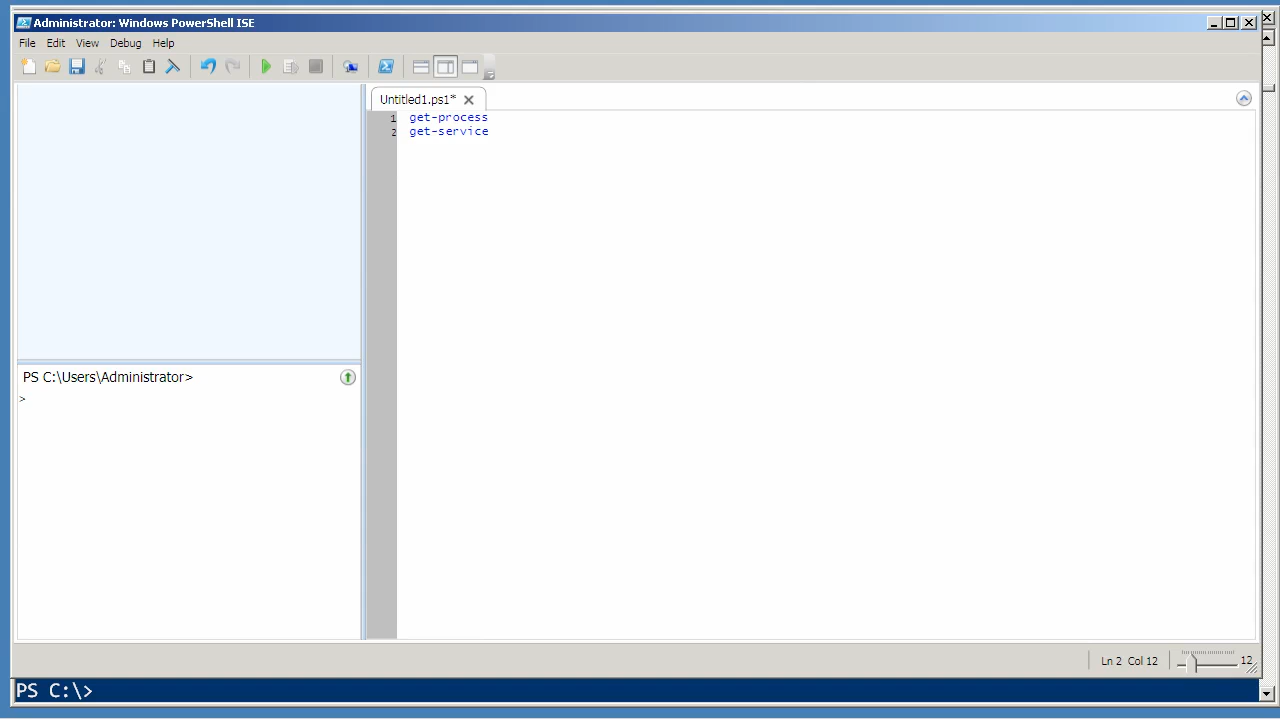 Administrator: Windows PowerShell ISE
File Edit View Debug Help
Untitled1.ps1*
1 get-process
2 get-service
PS C:\Users\Administrator>
>
Ln 2 Col 12 12
PS C:\>